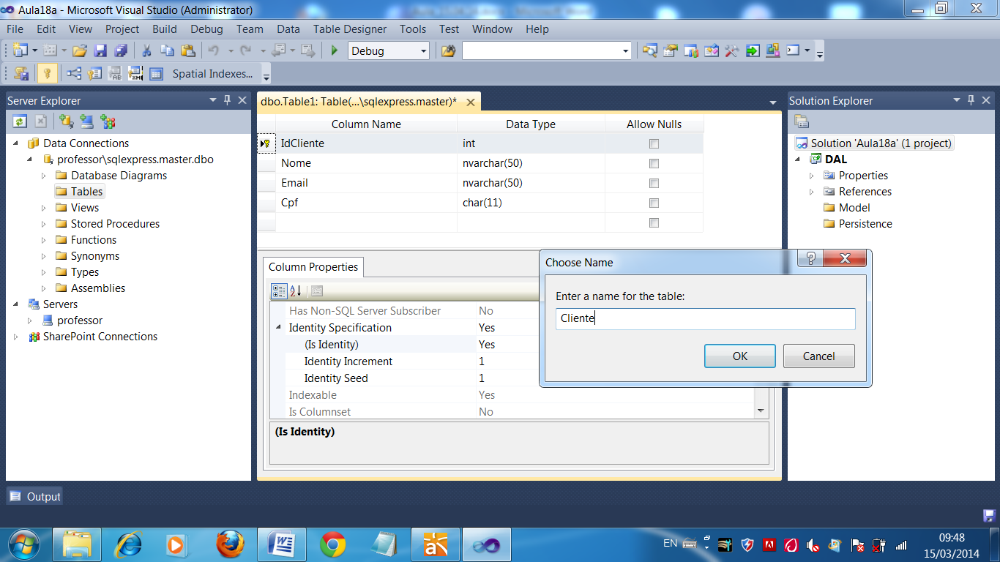 Aula18a - Microsoft Visual Studio (Administrator)
File Edit View Project Build Debug Team Data Table Designer Tools Test Window Help
Debug
Spatial Indexes...
Server Explorer
Data Connections
professor\sqlexpress.master.dbo
Database Diagrams
Tables
Views
Stored Procedures
Functions
Synonyms
Types
Assemblies
Servers
professor
SharePoint Connections
dbo.Table1: Table(...\sqlexpress.master)*
Column Name Data Type Allow Nulls
IdCliente int
Nome nvarchar(50)
Email nvarchar(50)
Cpf char(11)
Column Properties
Has Non-SQL Server Subscriber No
Identity Specification Yes
(Is Identity) Yes
Identity Increment 1
Identity Seed 1
Indexable Yes
Is Columnset No
(Is Identity)
Choose Name
Enter a name for the table:
Cliente
OK Cancel
Solution Explorer
Solution 'Aula18a' (1 project)
DAL
Properties
References
Model
Persistence
Output
EN
09:48
15/03/2014